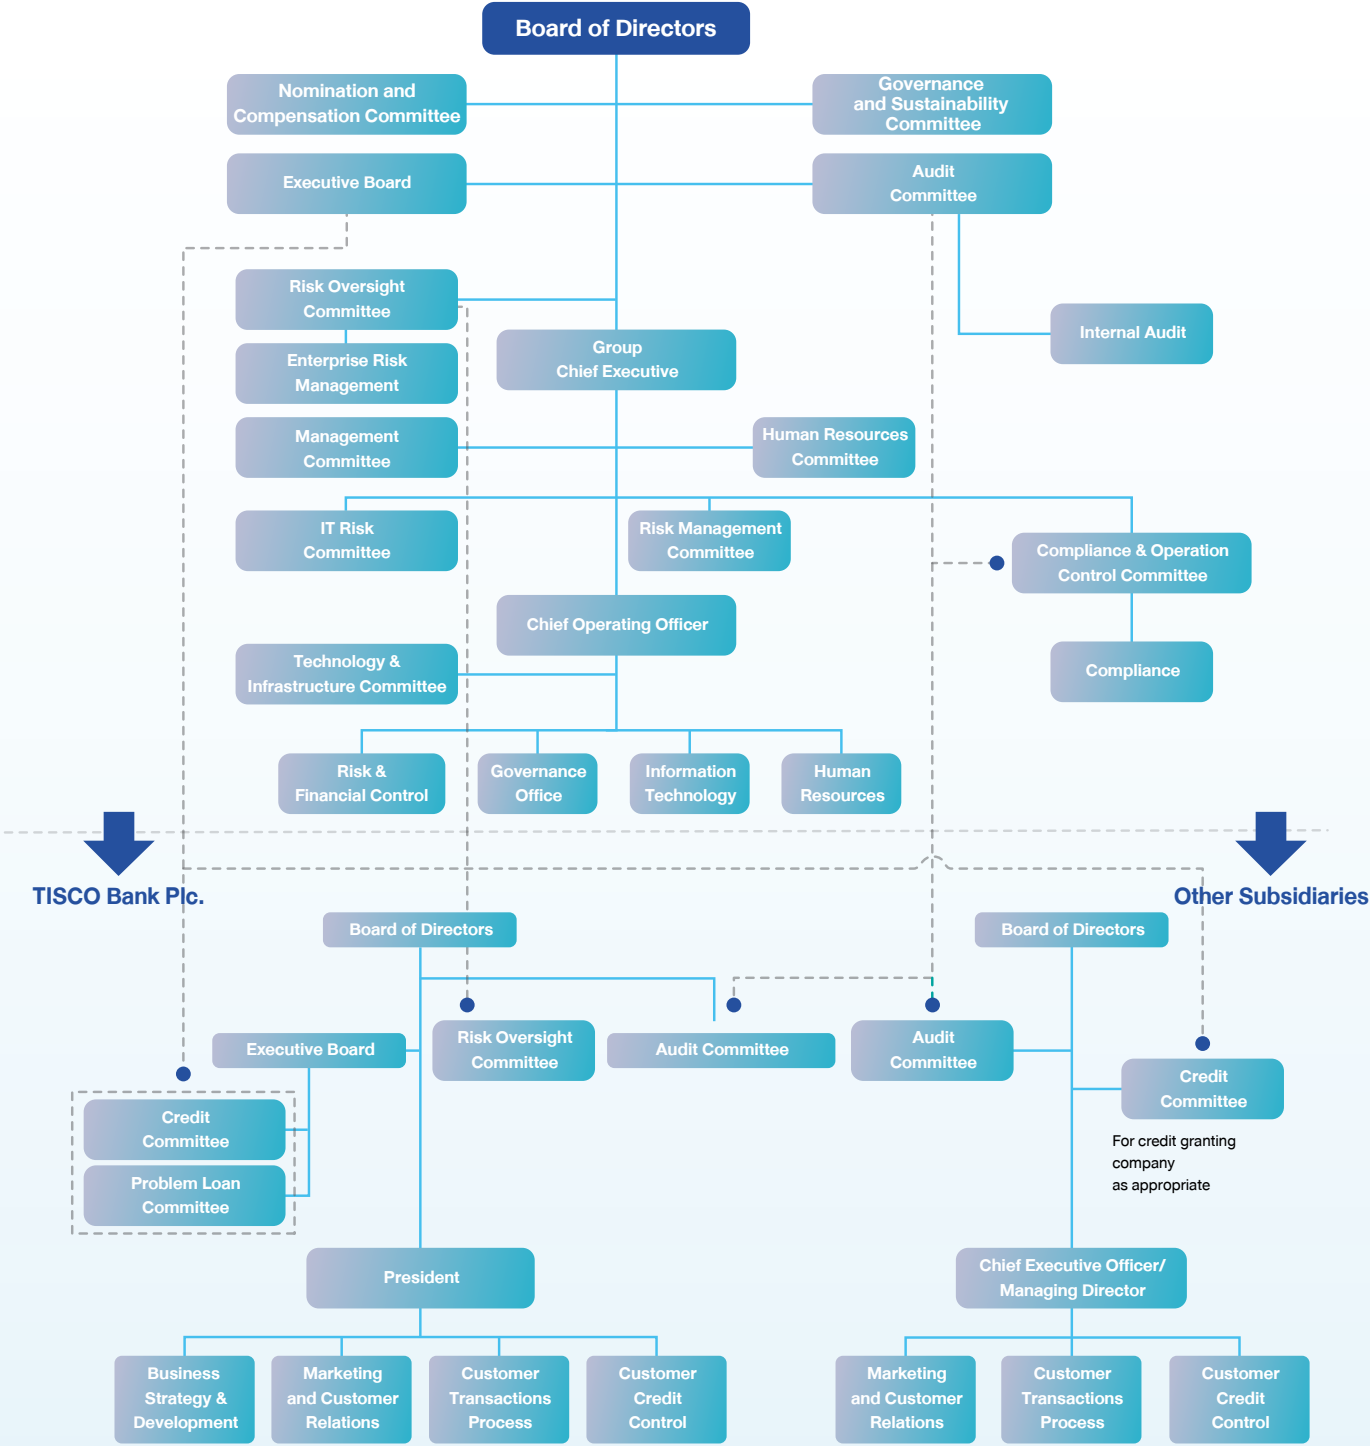 Board of Directors
Nomination and
Compensation Committee
Governance
and Sustainability
Committee
Executive Board
Audit
Committee
Risk Oversight
Committee
Internal Audit
Group
Chief Executive
Enterprise Risk
Management
Management
Committee
Human Resources
Committee
IT Risk
Committee
Risk Management
Committee
Compliance & Operation
Control Committee
Chief Operating Officer
Technology &
Infrastructure Committee
Compliance
Risk &
Financial Control
Governance
Office
Information
Technology
Human
Resources
TISCO Bank Plc.
Other Subsidiaries
Board of Directors
Board of Directors
Executive Board
Risk Oversight
Committee
Audit Committee
Audit
Committee
Credit
Committee
For credit granting
company
as appropriate
Credit
Committee
Problem Loan
Committee
President
Chief Executive Officer/
Managing Director
Business
Strategy &
Development
Marketing
and Customer
Relations
Customer
Transactions
Process
Customer
Credit
Control
Marketing
and Customer
Relations
Customer
Transactions
Process
Customer
Credit
Control